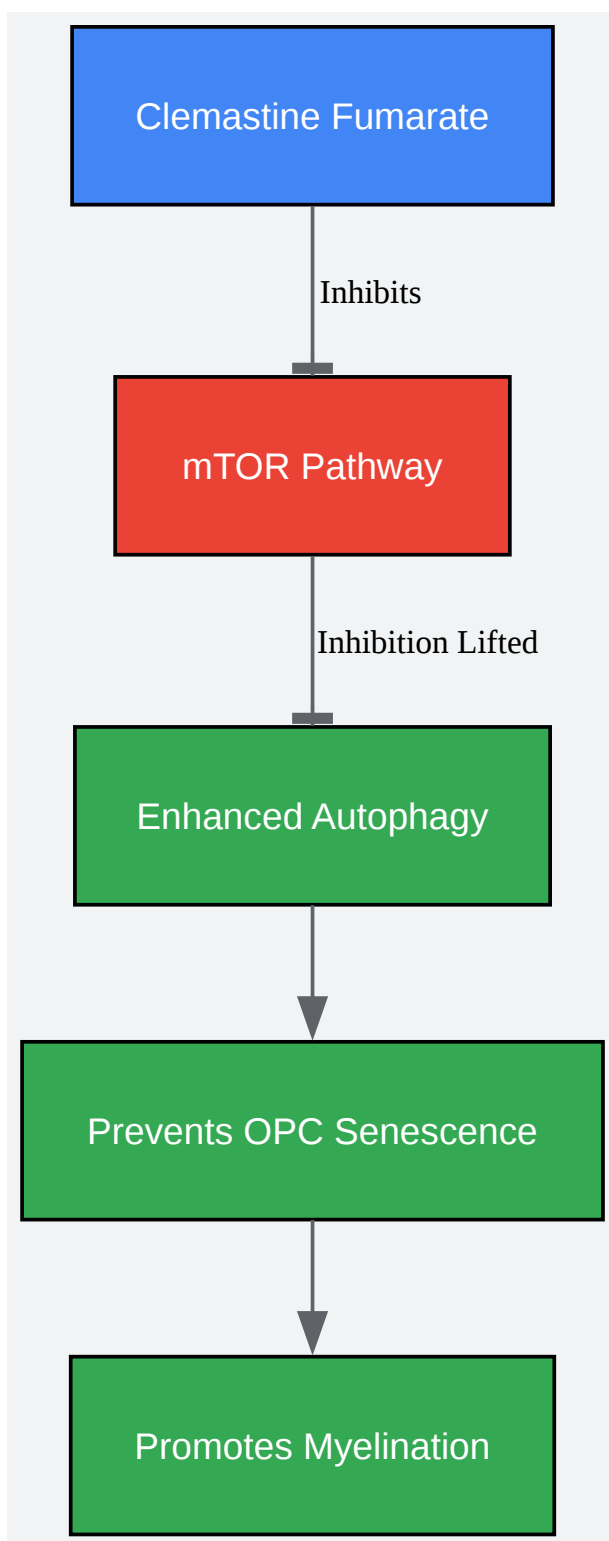 Clemastine Fumarate
Inhibits
mTOR Pathway
Inhibition Lifted
Enhanced Autophagy
Prevents OPC Senescence
Promotes Myelination